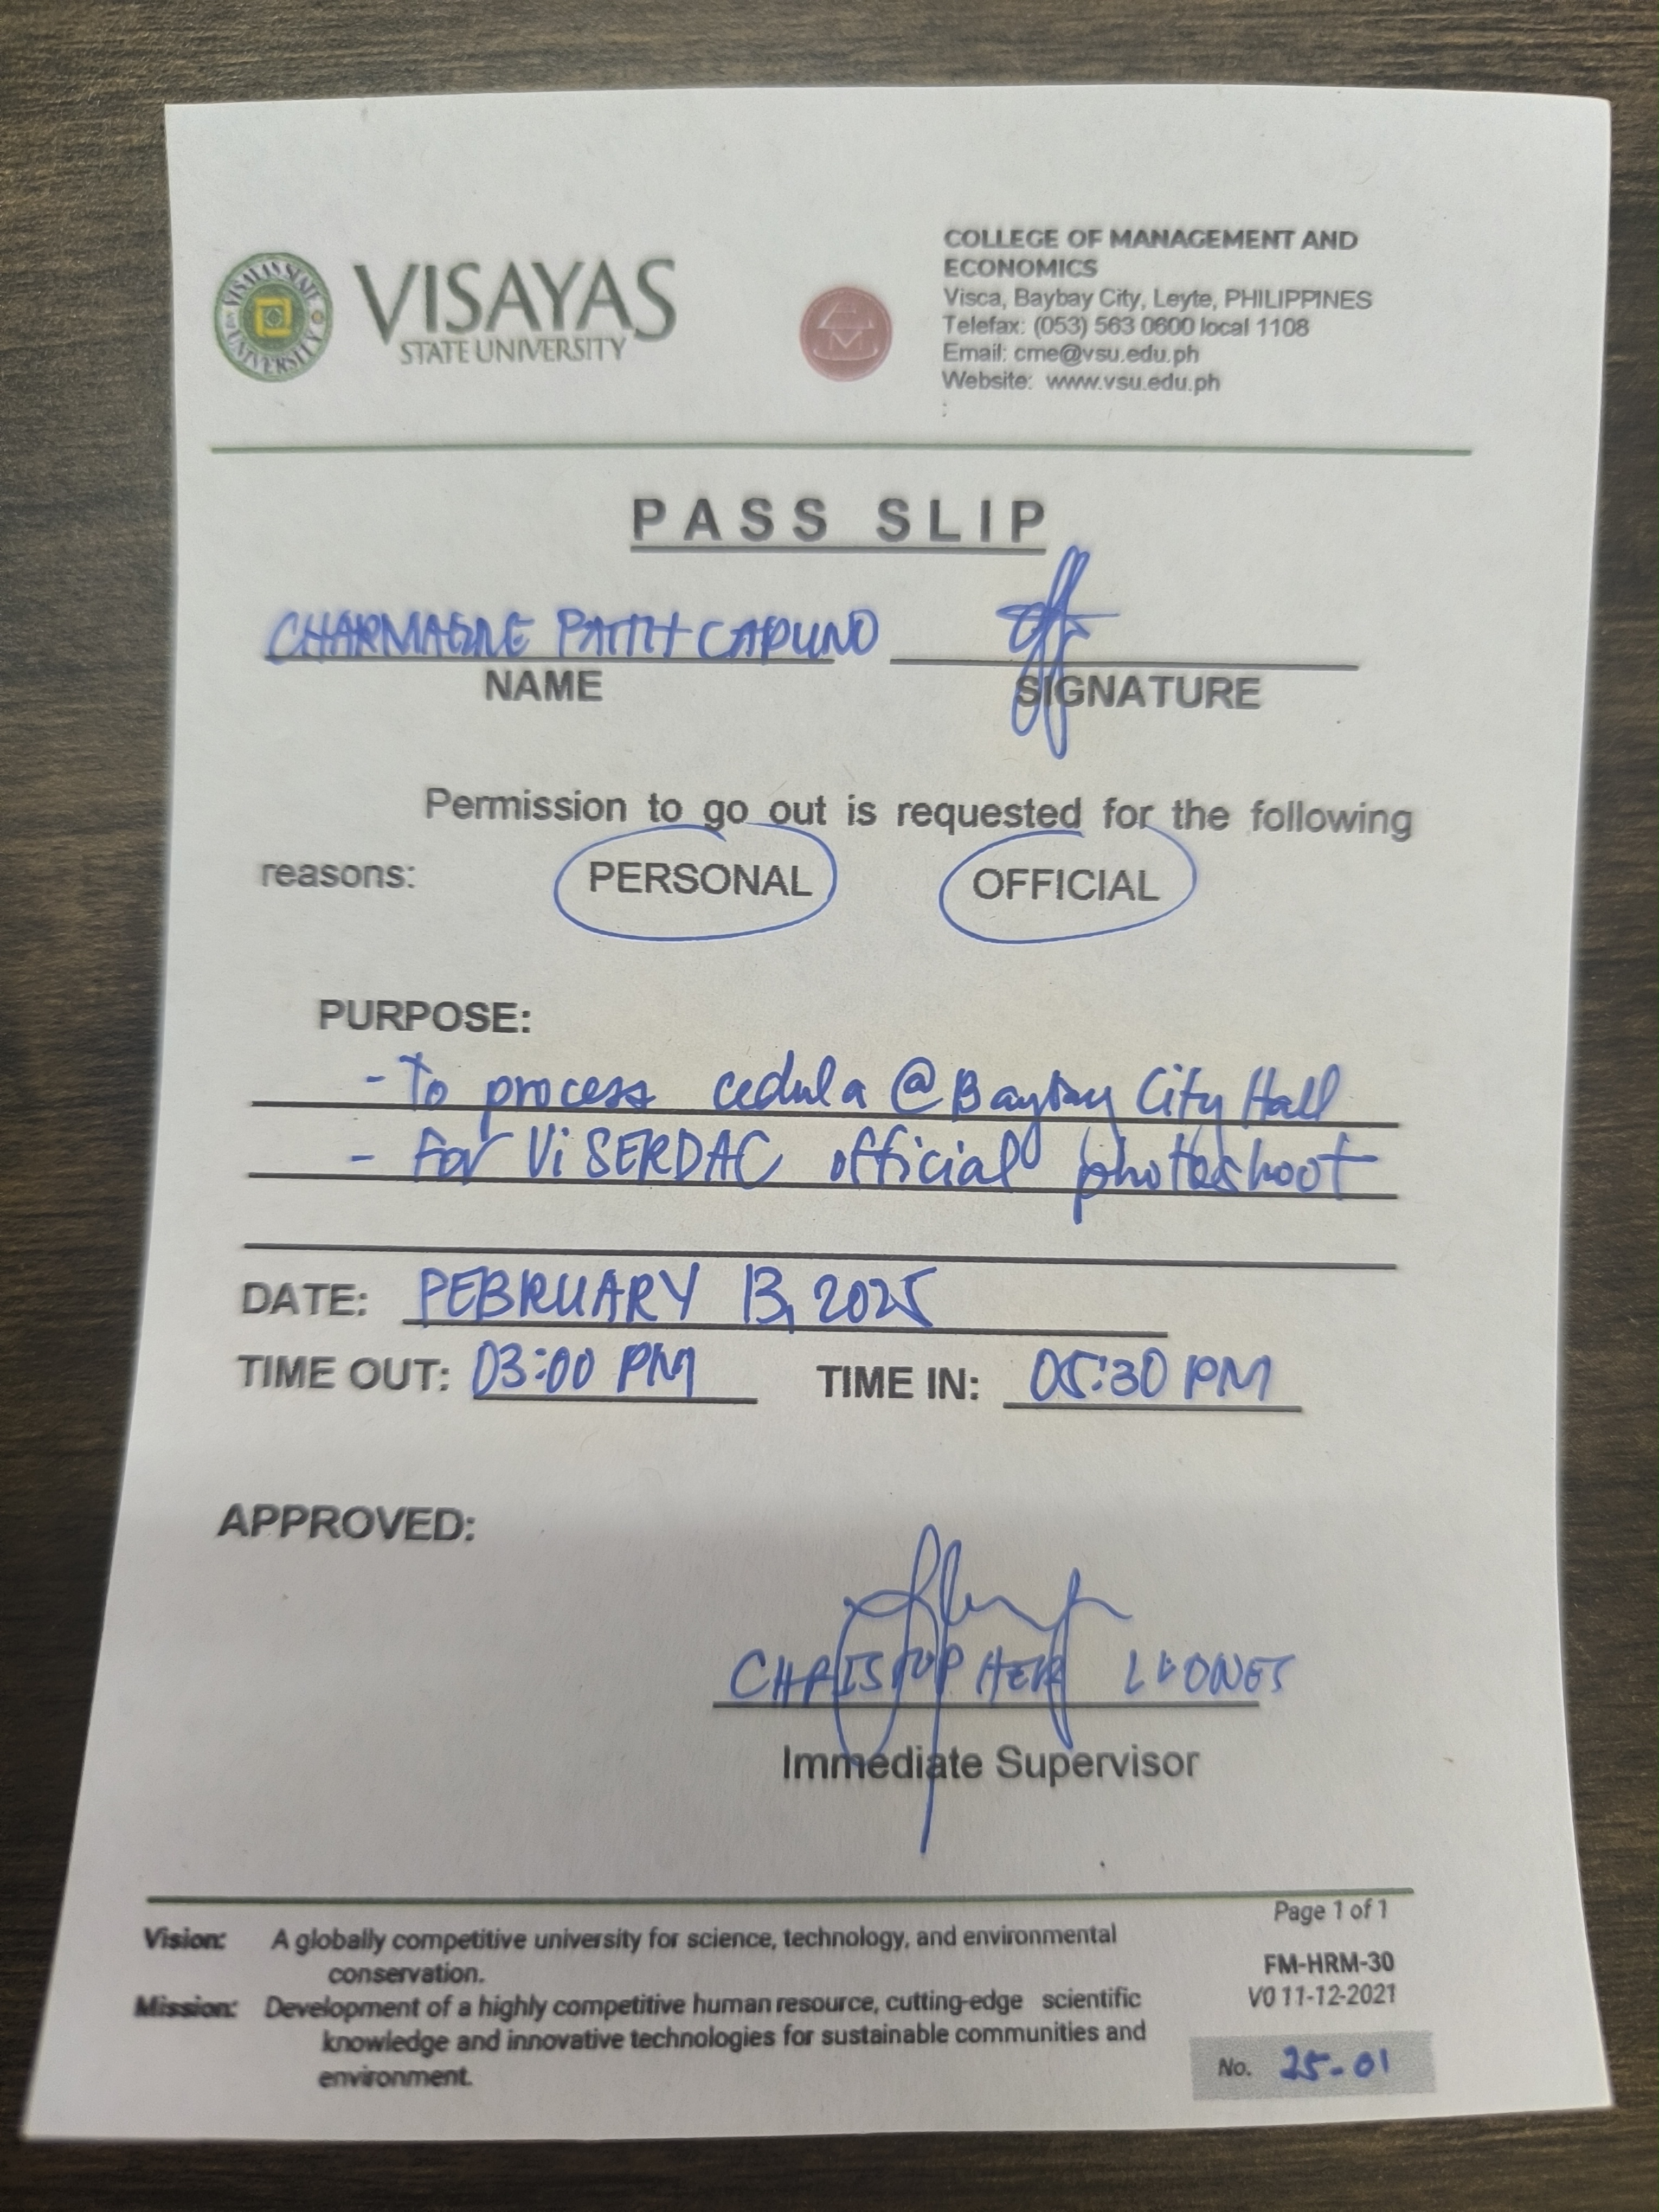 VISAYAS
STATE UNIVERSITY
VISAYAS STATE UNIVERSITY
COLLEGE OF MANAGEMENT AND
ECONOMICS
Visca, Baybay City, Leyte, PHILIPPINES
Telefax: (053) 563 0600 local 1108
Email: cme@vsu.edu.ph
Website: www.vsu.edu.ph
:
PASS SLIP
CHARMAGNE PATTH CAPUNO
NAME SIGNATURE
Permission to go out is requested for the following
reasons: PERSONAL OFFICIAL
PURPOSE:
- To process cedula @ Baybay City Hall
- For ViSERDAC official photoshoot
DATE: FEBRUARY 13, 2025
TIME OUT: 03:00 PM TIME IN: 05:30 PM
APPROVED:
CHRISTOPHER LLONES
Immediate Supervisor
Vision: A globally competitive university for science, technology, and environmental
conservation.
Mission: Development of a highly competitive human resource, cutting-edge scientific
knowledge and innovative technologies for sustainable communities and
environment.
Page 1 of 1
FM-HRM-30
V0 11-12-2021
No. 25-01